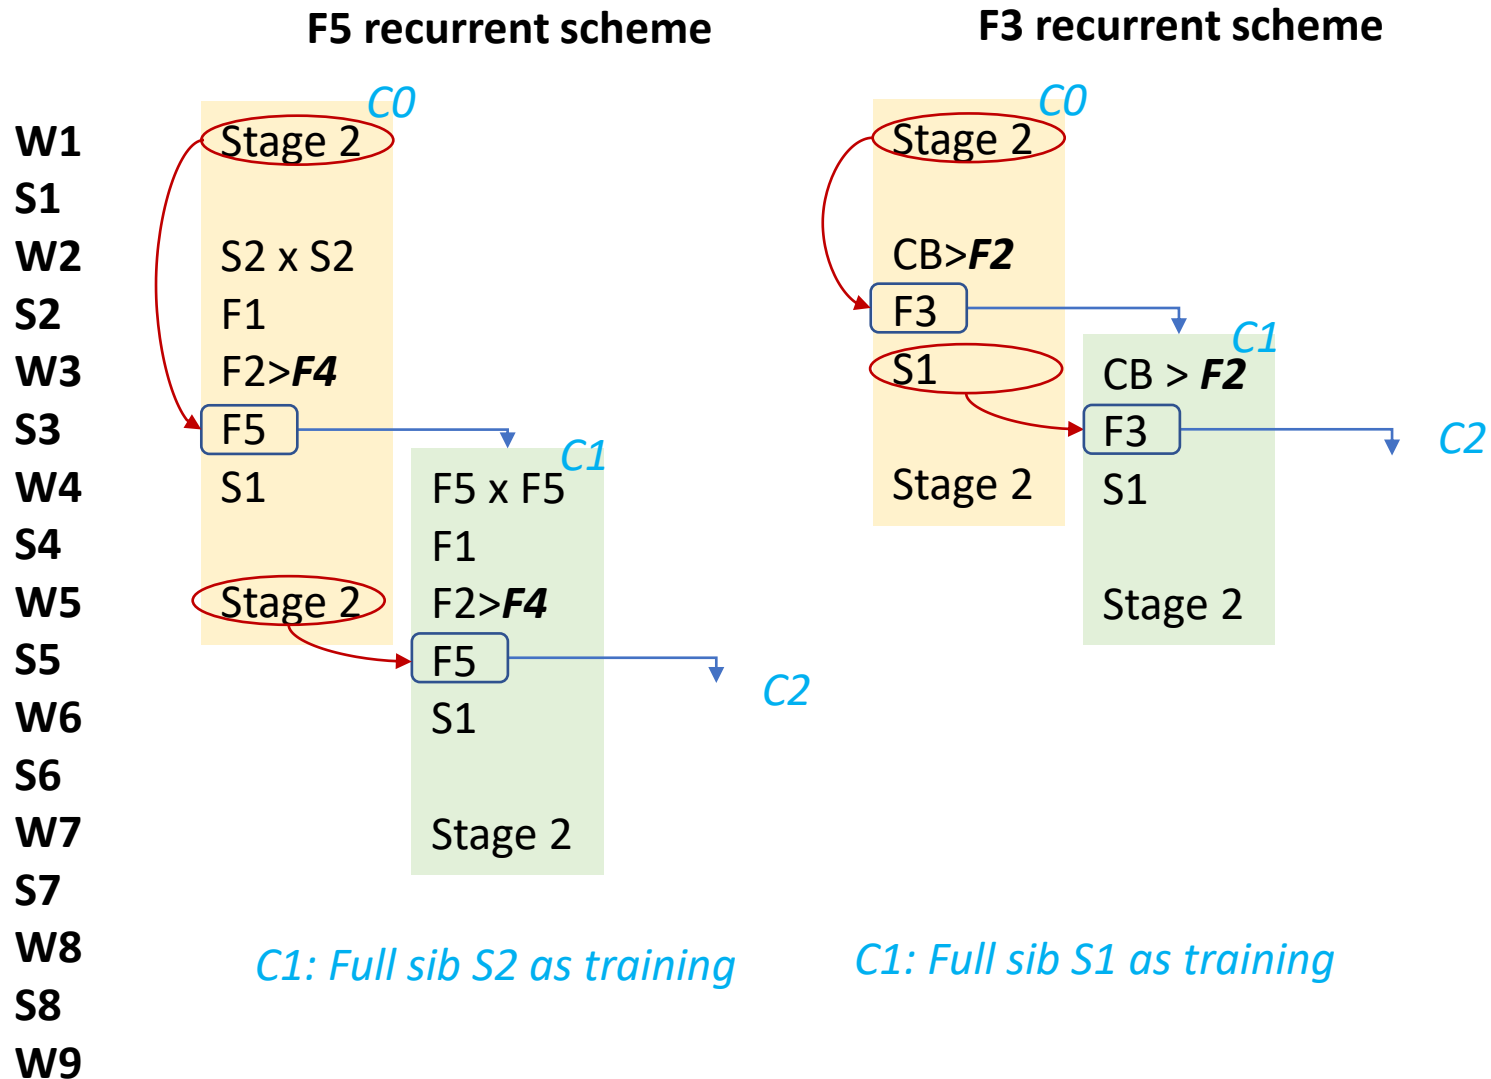 F5 recurrent scheme
F3 recurrent scheme
W1
S1
W2
S2
W3
S3
W4
S4
W5
S5
W6
S6
W7
S7
W8
S8
W9
C0
Stage 2
S2 x S2
F1
F2>F4
F5
S1
Stage 2
C1
F5 x F5
F1
F2>F4
F5
S1
Stage 2
C2
C1: Full sib S2 as training
C0
Stage 2
CB>F2
F3
S1
Stage 2
C1
CB > F2
F3
S1
Stage 2
C2
C1: Full sib S1 as training